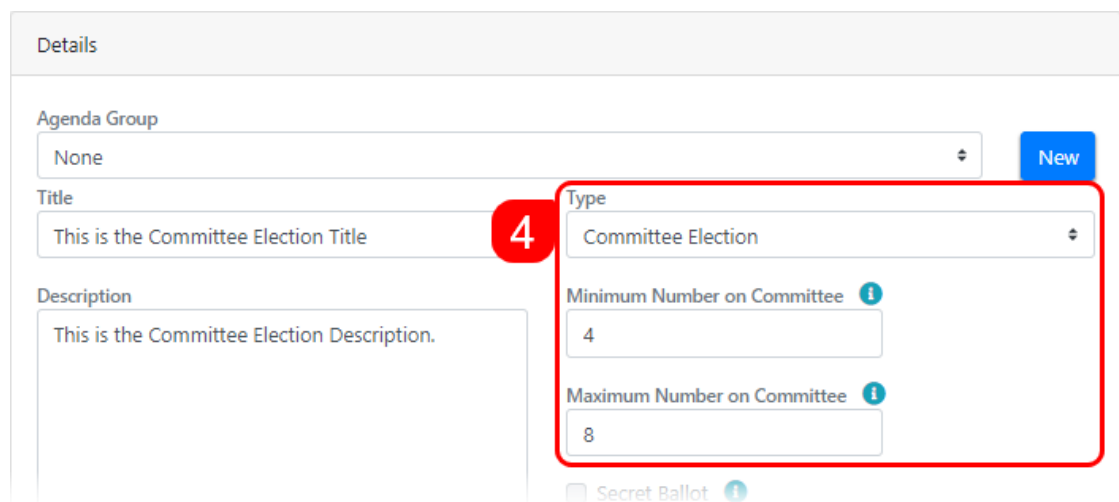 Details
Agenda Group
None
New
Title
Type
This is the Committee Election Title
4
Committee Election
Description
Minimum Number on Committee
This is the Committee Election Description.
4
Maximum Number on Committee
8
Secret Ballot